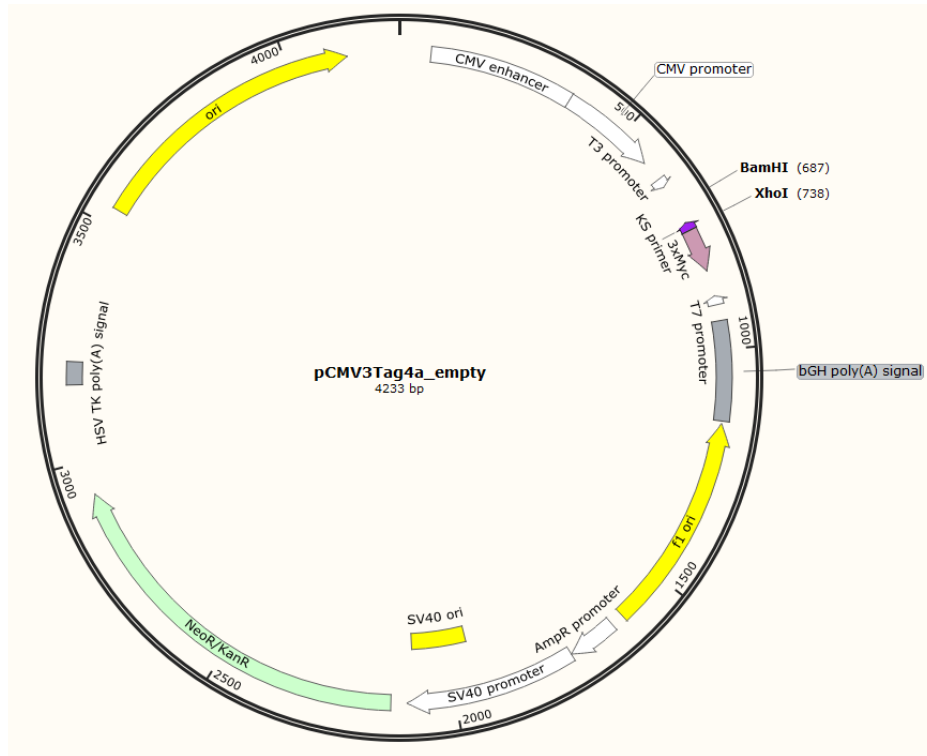 4000
ori
CMV enhancer
CMV promoter
500
T3 promoter
BamHI (687)
XhoI (738)
KS primer
3xMyc
3500
T7 promoter
1000
HSV TK poly(A) signal
pCMV3Tag4a_empty
4233 bp
bGH poly(A) signal
3000
f1 ori
1500
AmpR promoter
SV40 ori
NeoR/KanR
SV40 promoter
2500
2000